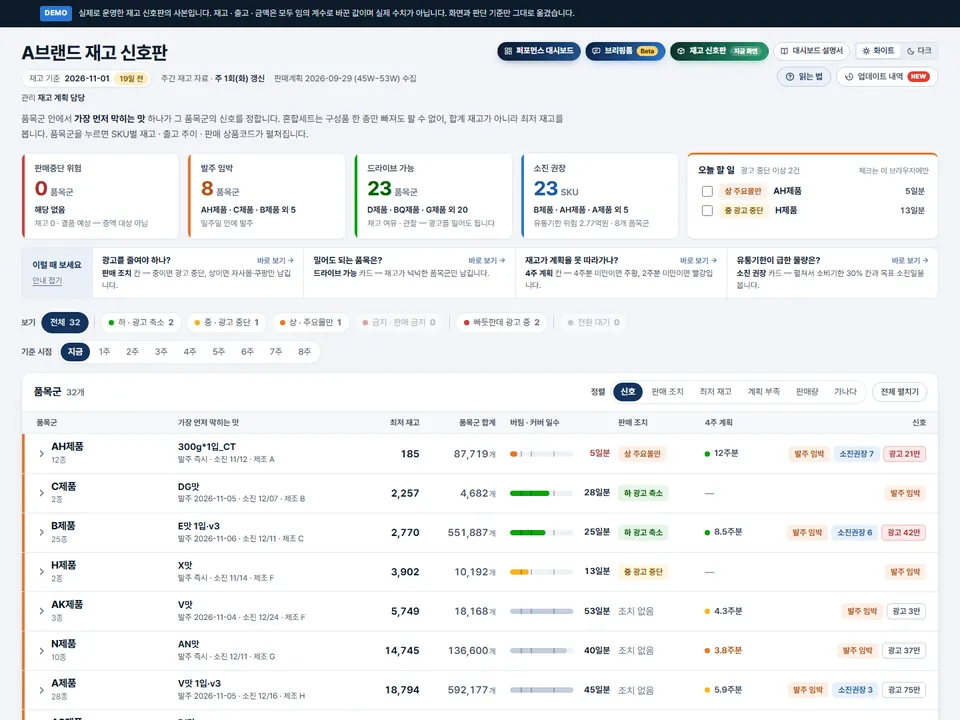 DEMO 실제로 운영한 재고 신호판의 사본입니다. 재고 · 출고 · 금액은 모두 임의 계수로 바꾼 값이며 실제 수치가 아닙니다. 화면과 판단 기준만 그대로 옮겼습니다.
A브랜드 재고 신호판
퍼포먼스 대시보드
브리핑룸 Beta
재고 신호판 지금 화면
대시보드 설명서
화이트
다크
재고 기준 2026-11-01 19일 전
주간 재고 자료 · 주 1회(화) 갱신
판매계획 2026-09-29 (45W~53W) 수집
읽는 법
업데이트 내역 NEW
관리 재고 계획 담당
품목군 안에서 가장 먼저 막히는 맛 하나가 그 품목군의 신호를 정합니다. 혼합세트는 구성품 한 종만 빠져도 팔 수 없어, 합계 재고가 아니라 최저 재고를
봅니다. 품목군을 누르면 SKU별 재고 · 출고 추이 · 판매 상품코드가 펼쳐집니다.
판매중단 위험
0 품목군
해당 없음
재고 0 · 결품 예상 — 증액 대상 아님
발주 임박
8 품목군
AH제품 · C제품 · B제품 외 5
일주일 안에 발주
드라이브 가능
23 품목군
D제품 · BQ제품 · G제품 외 20
재고 여유 · 관찰 — 광고를 밀어도 됩니다
소진 권장
23 SKU
B제품 · AH제품 · A제품 외 5
유통기한 위험 2.77억원 · 8개 품목군
오늘 할 일 광고 중단 이상 2건
체크는 이 브라우저에만
상 주요몰만 AH제품 5일분
중 광고 중단 H제품 13일분
이럴 때 보세요
안내 접기
광고를 줄여야 하나? 바로 보기 →
판매 조치 칸 — 중이면 광고 중단, 상이면 자사몰·쿠팡만 남깁
니다.
밀어도 되는 품목은? 바로 보기 →
드라이브 가능 카드 — 재고가 넉넉한 품목군만 남깁니다.
재고가 계획을 못 따라가나? 바로 보기 →
4주 계획 칸 — 4주분 미만이면 주황, 2주분 미만이면 빨강입
니다.
유통기한이 급한 물량은? 바로 보기 →
소진 권장 카드 — 펼쳐서 소비기한 30% 칸과 목표 소진일을
봅니다.
보기 전체 32 하 · 광고 축소 2 중 · 광고 중단 1 상 · 주요몰만 1 금지 · 판매 금지 0 빠듯한데 광고 중 2 전환 대기 0
기준 시점 지금 1주 2주 3주 4주 5주 6주 7주 8주
품목군 32개
정렬 신호 판매 조치 최저 재고 계획 부족 판매량 가나다 전체 펼치기
품목군 가장 먼저 막히는 맛 최저 재고 품목군 합계 버팀 · 커버 일수 판매 조치 4주 계획 신호
AH제품 300g*1입_CT 185 87,719개 5일분 상 주요몰만 12주분 발주 임박 소진권장 7 광고 21만
12종 발주 즉시 · 소진 11/12 · 제조 A
C제품 DG맛 2,257 4,682개 28일분 하 광고 축소 — 발주 임박
2종 발주 2026-11-05 · 소진 12/07 · 제조 B
B제품 E맛 1입·v3 2,770 551,887개 25일분 하 광고 축소 8.5주분 발주 임박 소진권장 6 광고 42만
25종 발주 2026-11-06 · 소진 12/11 · 제조 C
H제품 X맛 3,902 10,192개 13일분 중 광고 중단 — 발주 임박
2종 발주 즉시 · 소진 11/14 · 제조 F
AK제품 V맛 5,749 18,168개 53일분 조치 없음 4.3주분 발주 임박 광고 3만
3종 발주 2026-11-04 · 소진 12/24 · 제조 F
N제품 AN맛 14,745 136,600개 40일분 조치 없음 3.8주분 발주 임박 광고 37만
10종 발주 즉시 · 소진 12/11 · 제조 G
A제품 V맛 1입·v3 18,794 592,177개 45일분 조치 없음 5.9주분 발주 임박 소진권장 3 광고 75만
28종 발주 2026-11-05 · 소진 12/16 · 제조 H